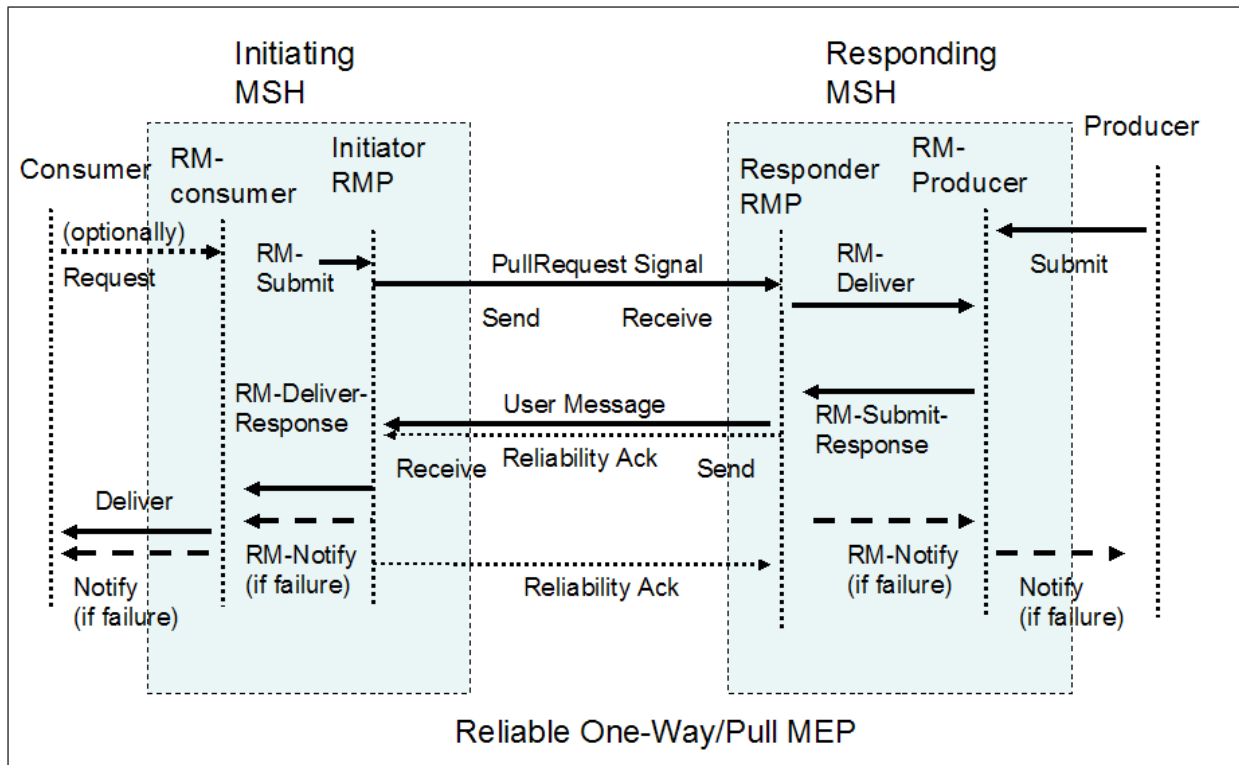 Initiating
MSH
Responding
MSH
Consumer
RM-
consumer
Initiator
RMP
Responder
RMP
RM-
Producer
Producer
(optionally)
Request
RM-
Submit
PullRequest Signal
Send
Receive
RM-
Deliver
Submit
RM-Deliver-
Response
User Message
Reliability Ack
Receive
Send
RM-Submit-
Response
Deliver
Notify
(if failure)
RM-Notify
(if failure)
Reliability Ack
RM-Notify
(if failure)
Notify
(if failure)
Reliable One-Way/Pull MEP